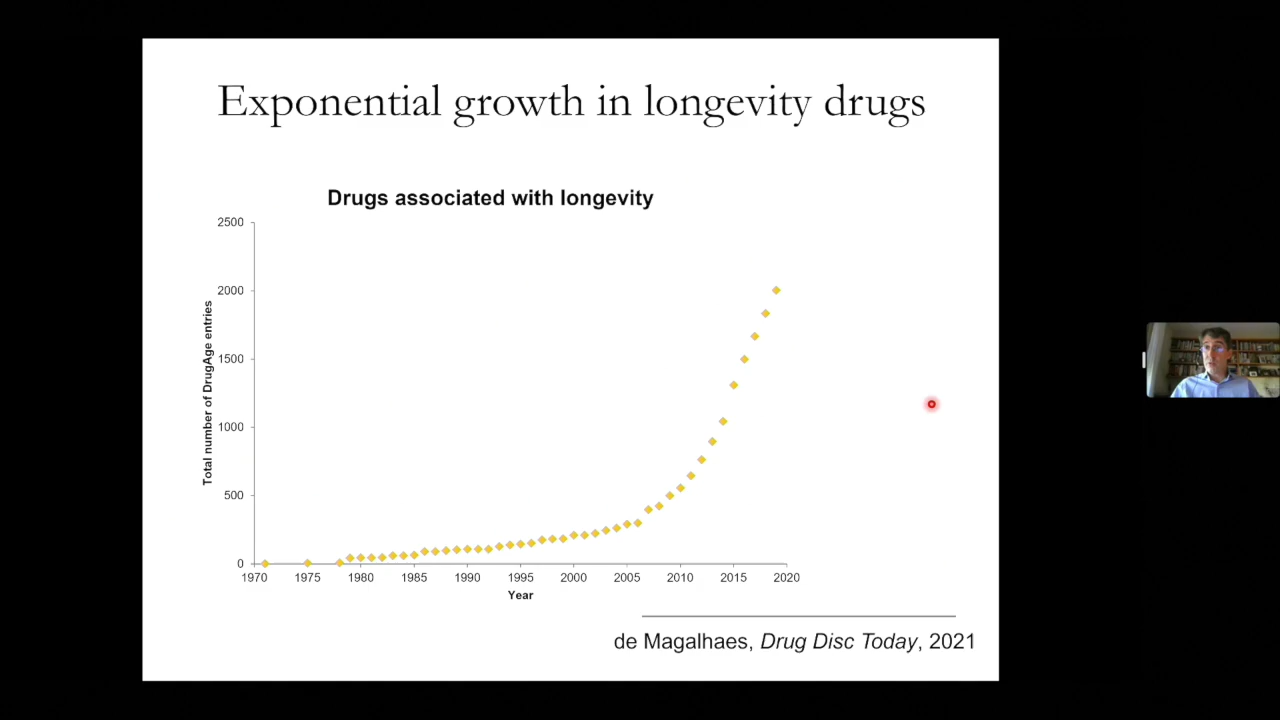 Exponential growth in longevity drugs
Drugs associated with longevity
Total number of DrugAge entries
2500
2000
1500
1000
500
0
1970 1975 1980 1985 1990 1995 2000 2005 2010 2015 2020
Year
de Magalhaes, Drug Disc Today, 2021